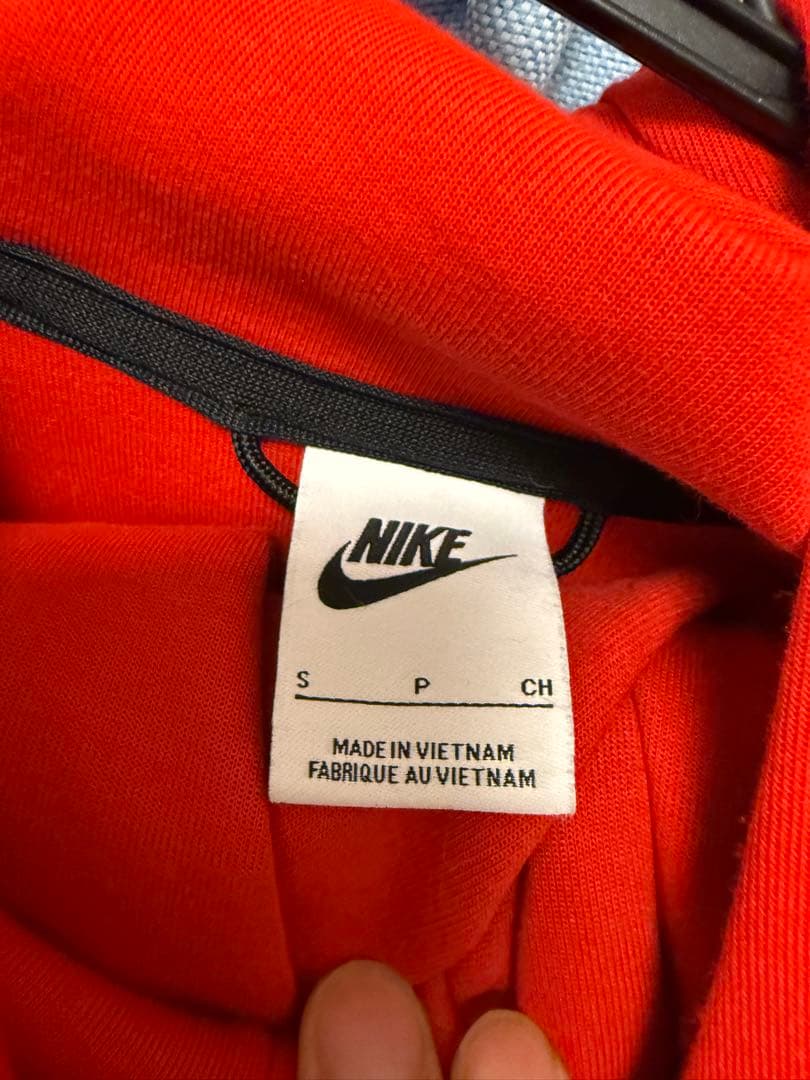 NIKE
S P CH
MADE IN VIETNAM
FABRIQUE AU VIETNAM